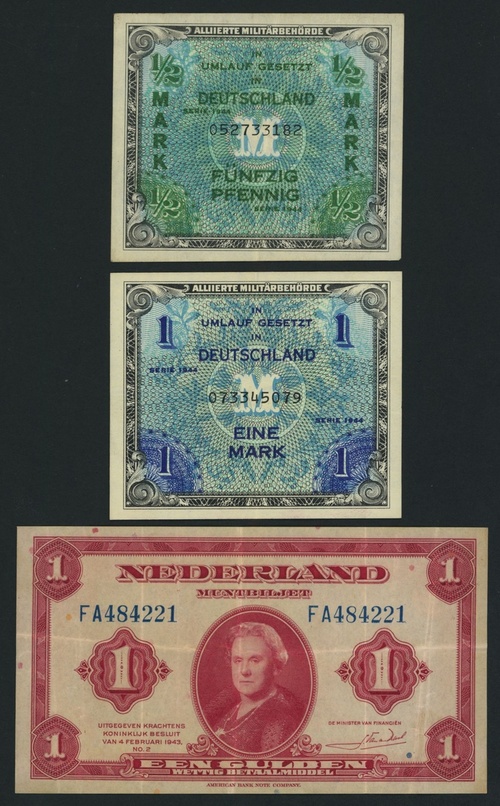 ALLIIERTE MILITÄRBEHÖRDE
1/2 IN 1/2
UMLAUF GESETZT
IN
MARK DEUTSCHLAND MARK
SERIE 1944
052733182
M
FÜNFZIG
PFENNIG
1/2 1/2
SERIE 1944
ALLIIERTE MILITÄRBEHÖRDE
1 IN 1
UMLAUF GESETZT
IN
DEUTSCHLAND
SERIE 1944
M
073345079
SERIE 1944
EINE
MARK
1 1
1 NEDERLAND 1
MUNTBILJET
FA484221 FA484221
1 1
UITGEGEVEN KRACHTENS
KONINKLIJK BESLUIT
VAN 4 FEBRUARI 1943,
NO. 2
DE MINISTER VAN FINANCIËN
1 EEN GULDEN 1
WETTIG BETAALMIDDEL
AMERICAN BANK NOTE COMPANY.